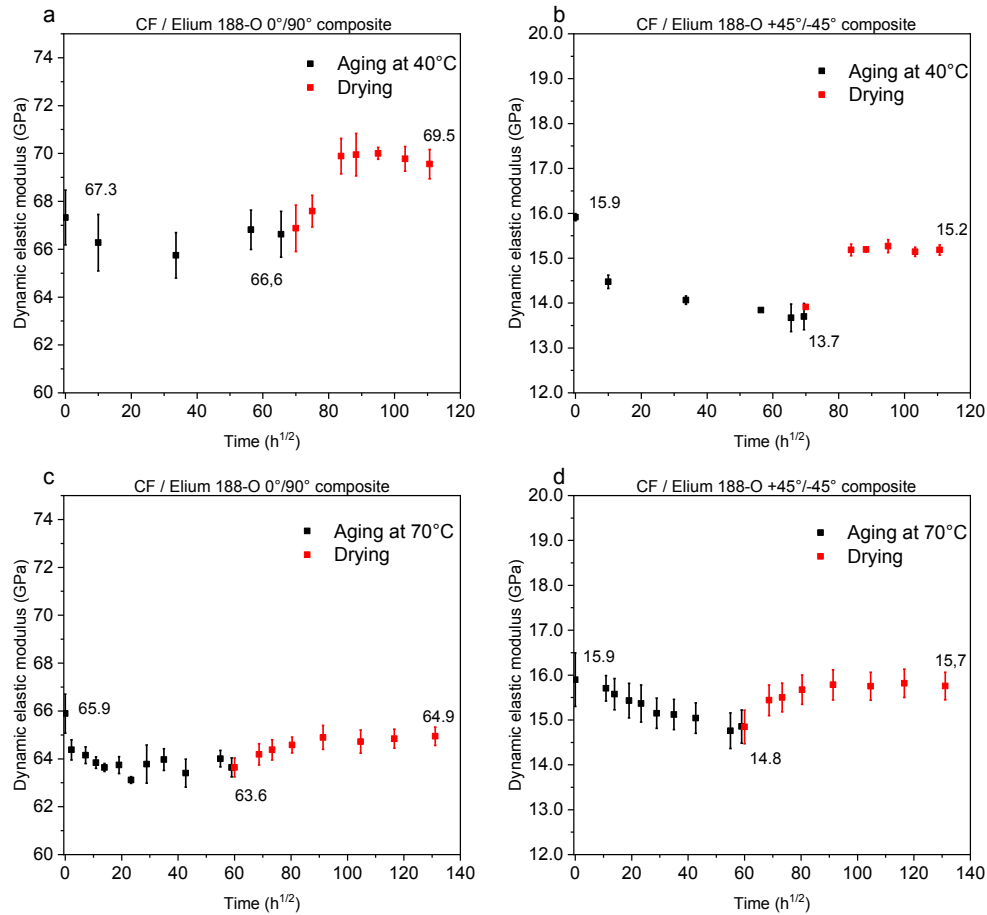 a
CF / Elium 188-O 0°/90° composite
Dynamic elastic modulus (GPa)
74
72
70
68
66
64
62
60
Aging at 40°C
Drying
67.3
66,6
69.5
0 20 40 60 80 100 120
Time (h1/2)
b
CF / Elium 188-O +45°/-45° composite
Dynamic elastic modulus (GPa)
20.0
19.0
18.0
17.0
16.0
15.0
14.0
13.0
12.0
Aging at 40°C
Drying
15.9
13.7
15.2
0 20 40 60 80 100 120
Time (h1/2)
c
CF / Elium 188-O 0°/90° composite
Dynamic elastic modulus (GPa)
74
72
70
68
66
64
62
60
Aging at 70°C
Drying
65.9
63.6
64.9
0 20 40 60 80 100 120 140
Time (h1/2)
d
CF / Elium 188-O +45°/-45° composite
Dynamic elastic modulus (GPa)
20.0
19.0
18.0
17.0
16.0
15.0
14.0
13.0
12.0
Aging at 70°C
Drying
15.9
14.8
15,7
0 20 40 60 80 100 120 140
Time (h1/2)